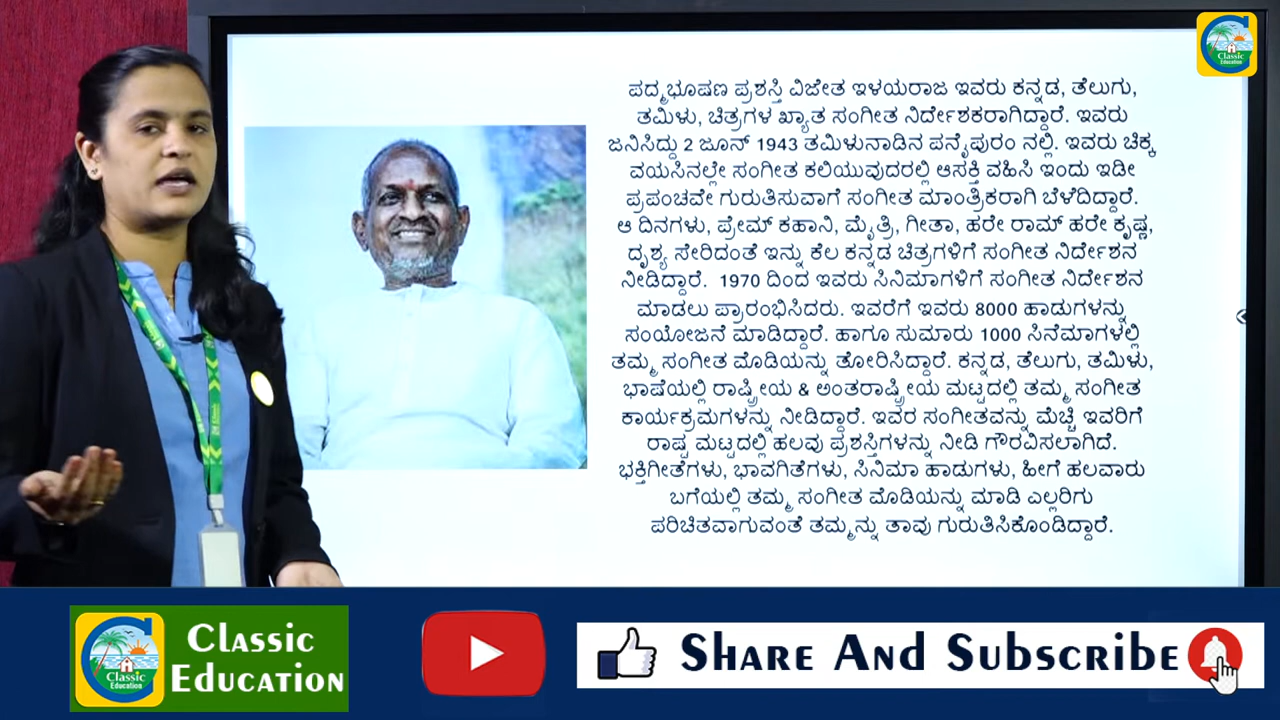 Classic
Education
ಪದ್ಮಭೂಷಣ ಪ್ರಶಸ್ತಿ ವಿಜೇತ ಇಳಯರಾಜ ಇವರು ಕನ್ನಡ, ತೆಲುಗು,
ತಮಿಳು, ಚಿತ್ರಗಳ ಖ್ಯಾತ ಸಂಗೀತ ನಿರ್ದೇಶಕರಾಗಿದ್ದಾರೆ. ಇವರು
ಜನಿಸಿದ್ದು 2 ಜೂನ್ 1943 ತಮಿಳುನಾಡಿನ ಪನೈಪುರಂ ನಲ್ಲಿ. ಇವರು ಚಿಕ್ಕ
ವಯಸಿನಲ್ಲೇ ಸಂಗೀತ ಕಲಿಯುವುದರಲ್ಲಿ ಆಸಕ್ತಿ ವಹಿಸಿ ಇಂದು ಇಡೀ
ಪ್ರಪಂಚವೇ ಗುರುತಿಸುವಾಗೆ ಸಂಗೀತ ಮಾಂತ್ರಿಕರಾಗಿ ಬೆಳೆದಿದ್ದಾರೆ.
ಆ ದಿನಗಳು, ಪ್ರೇಮ್ ಕಹಾನಿ, ಮೈತ್ರಿ, ಗೀತಾ, ಹರೇ ರಾಮ್ ಹರೇ ಕೃಷ್ಣ,
ದೃಶ್ಯ ಸೇರಿದಂತೆ ಇನ್ನು ಕೆಲ ಕನ್ನಡ ಚಿತ್ರಗಳಿಗೆ ಸಂಗೀತ ನಿರ್ದೇಶನ
ನೀಡಿದ್ದಾರೆ. 1970 ದಿಂದ ಇವರು ಸಿನಿಮಾಗಳಿಗೆ ಸಂಗೀತ ನಿರ್ದೇಶನ
ಮಾಡಲು ಪ್ರಾರಂಭಿಸಿದರು. ಇವರೆಗೆ ಇವರು 8000 ಹಾಡುಗಳನ್ನು
ಸಂಯೋಜನೆ ಮಾಡಿದ್ದಾರೆ. ಹಾಗೂ ಸುಮಾರು 1000 ಸಿನೆಮಾಗಳಲ್ಲಿ
ತಮ್ಮ ಸಂಗೀತ ಮೊಡಿಯನ್ನು ತೋರಿಸಿದ್ದಾರೆ. ಕನ್ನಡ, ತೆಲುಗು, ತಮಿಳು,
ಭಾಷೆಯಲ್ಲಿ ರಾಷ್ಟ್ರೀಯ & ಅಂತರಾಷ್ಟ್ರೀಯ ಮಟ್ಟದಲ್ಲಿ ತಮ್ಮ ಸಂಗೀತ
ಕಾರ್ಯಕ್ರಮಗಳನ್ನು ನೀಡಿದ್ದಾರೆ. ಇವರ ಸಂಗೀತವನ್ನು ಮೆಚ್ಚಿ ಇವರಿಗೆ
ರಾಷ್ಟ ಮಟ್ಟದಲ್ಲಿ ಹಲವು ಪ್ರಶಸ್ತಿಗಳನ್ನು ನೀಡಿ ಗೌರವಿಸಲಾಗಿದೆ.
ಭಕ್ತಿಗೀತೆಗಳು, ಭಾವಗಿತೆಗಳು, ಸಿನಿಮಾ ಹಾಡುಗಳು, ಹೀಗೆ ಹಲವಾರು
ಬಗೆಯಲ್ಲಿ ತಮ್ಮ ಸಂಗೀತ ಮೊಡಿಯನ್ನು ಮಾಡಿ ಎಲ್ಲರಿಗು
ಪರಿಚಿತವಾಗುವಂತೆ ತಮ್ಮನ್ನು ತಾವು ಗುರುತಿಸಿಕೊಂಡಿದ್ದಾರೆ.
Classic
Education
Classic
Education
Share And Subscribe